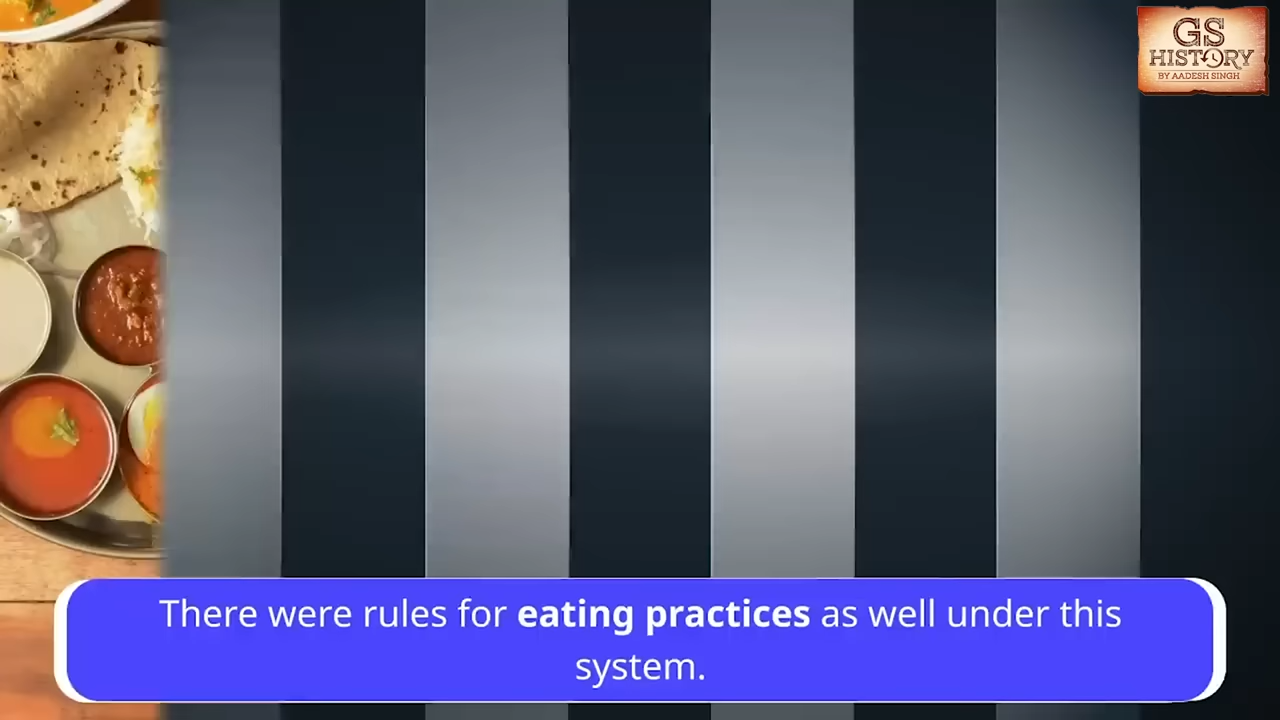 GS
HISTORY
BY AADESH SINGH
There were rules for eating practices as well under this
system.